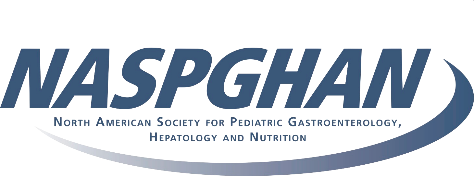 NASPGHAN
North American Society for Pediatric Gastroenterology,
Hepatology and Nutrition